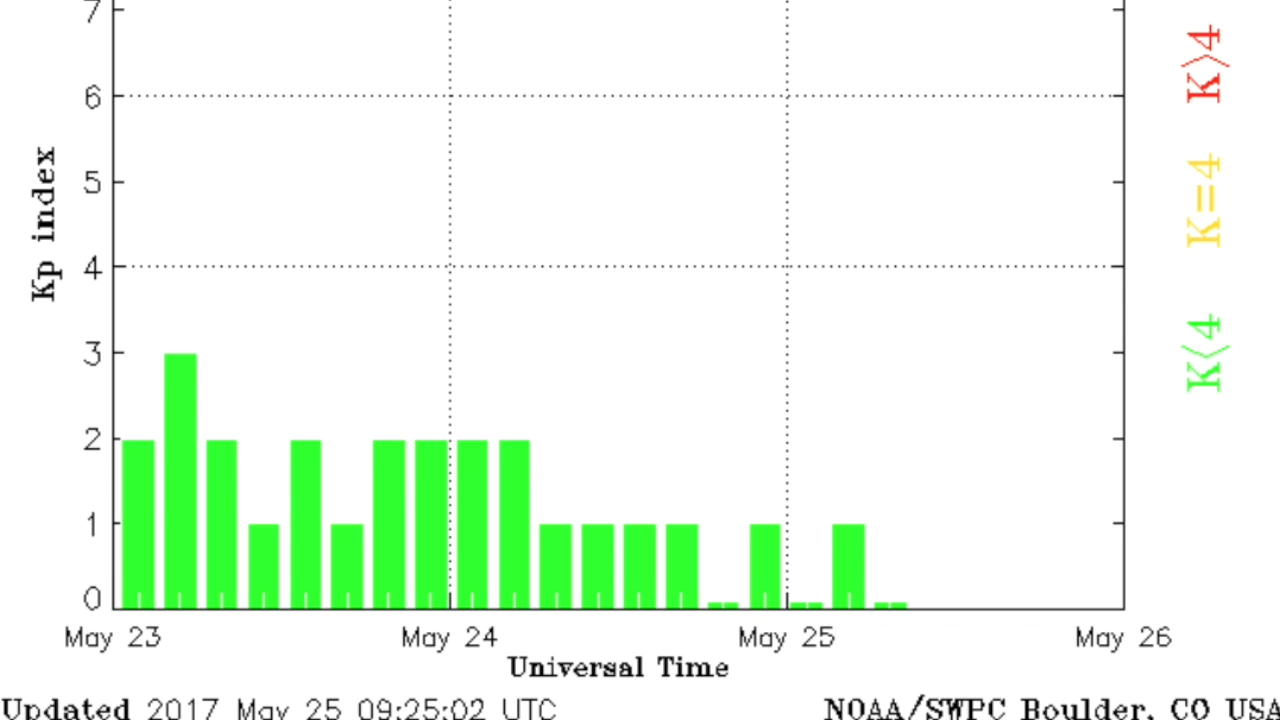 7
6
5
4
3
2
1
0
Kp index
K>4
K=4
K<4
May 23 May 24 May 25 May 26
Universal Time
Updated 2017 May 25 09:25:02 UTC NOAA/SWPC Boulder, CO USA